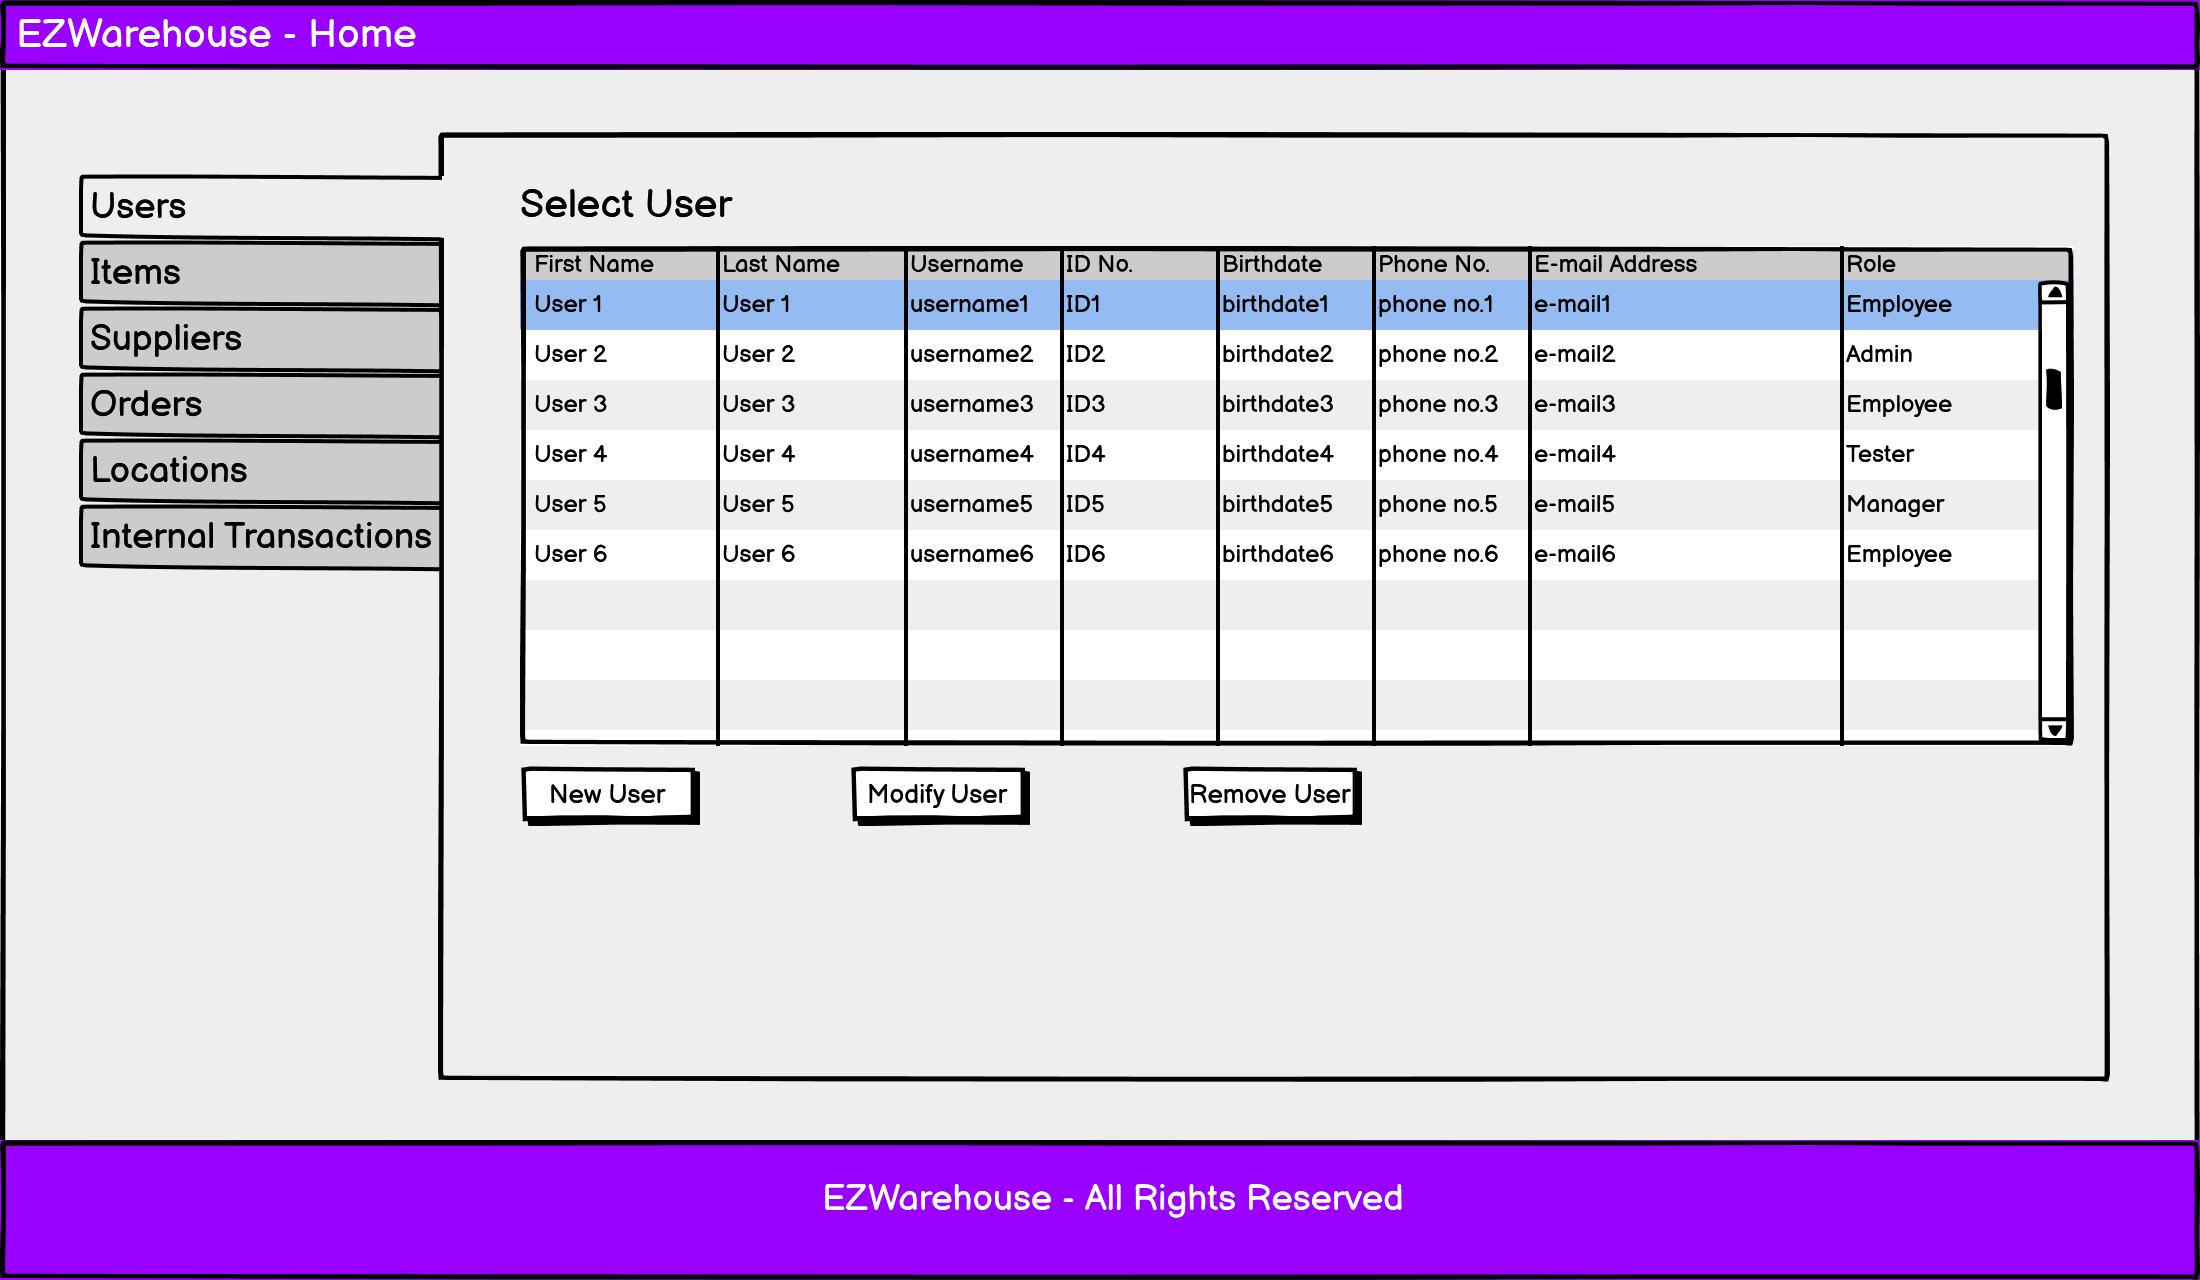 EZWarehouse - Home
Users
Items
Suppliers
Orders
Locations
Internal Transactions
Select User
First Name Last Name Username ID No. Birthdate Phone No. E-mail Address Role
User 1 User 1 username1 ID1 birthdate1 phone no.1 e-mail1 Employee
User 2 User 2 username2 ID2 birthdate2 phone no.2 e-mail2 Admin
User 3 User 3 username3 ID3 birthdate3 phone no.3 e-mail3 Employee
User 4 User 4 username4 ID4 birthdate4 phone no.4 e-mail4 Tester
User 5 User 5 username5 ID5 birthdate5 phone no.5 e-mail5 Manager
User 6 User 6 username6 ID6 birthdate6 phone no.6 e-mail6 Employee
New User Modify User Remove User
EZWarehouse - All Rights Reserved